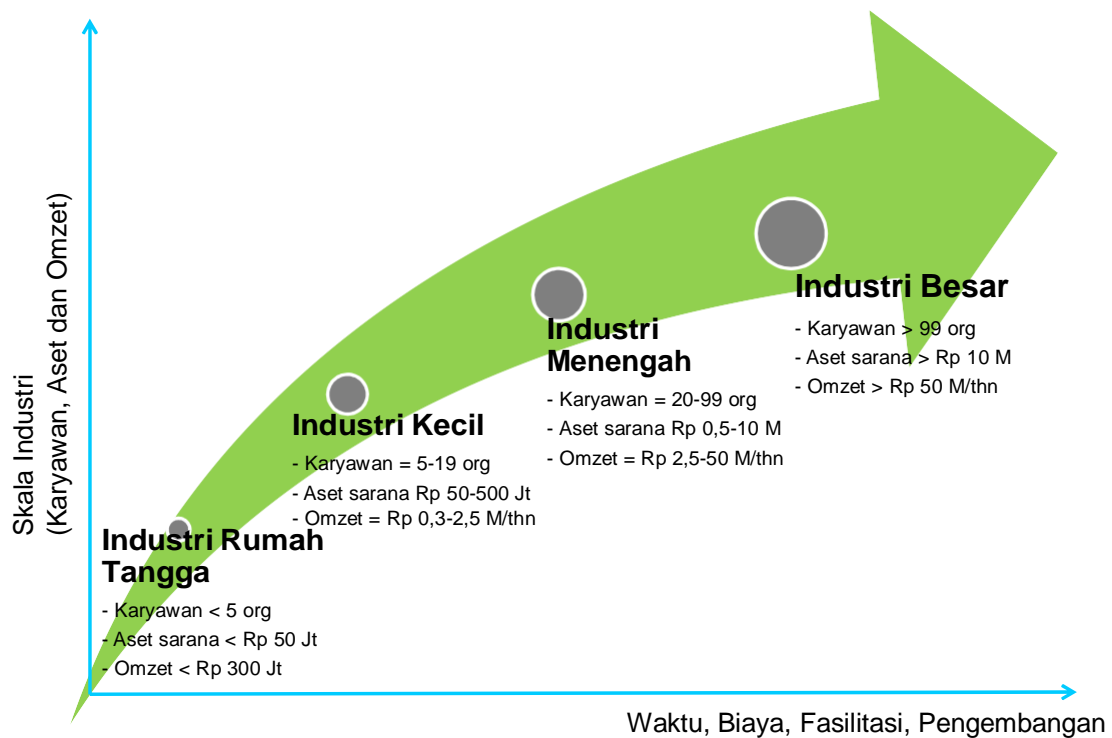 Skala Industri
(Karyawan, Aset dan Omzet)
Industri Rumah
Tangga
- Karyawan < 5 org
- Aset sarana < Rp 50 Jt
- Omzet < Rp 300 Jt
Industri Kecil
- Karyawan = 5-19 org
- Aset sarana Rp 50-500 Jt
- Omzet = Rp 0,3-2,5 M/thn
Industri
Menengah
- Karyawan = 20-99 org
- Aset sarana Rp 0,5-10 M
- Omzet = Rp 2,5-50 M/thn
Industri Besar
- Karyawan > 99 org
- Aset sarana > Rp 10 M
- Omzet > Rp 50 M/thn
Waktu, Biaya, Fasilitasi, Pengembangan